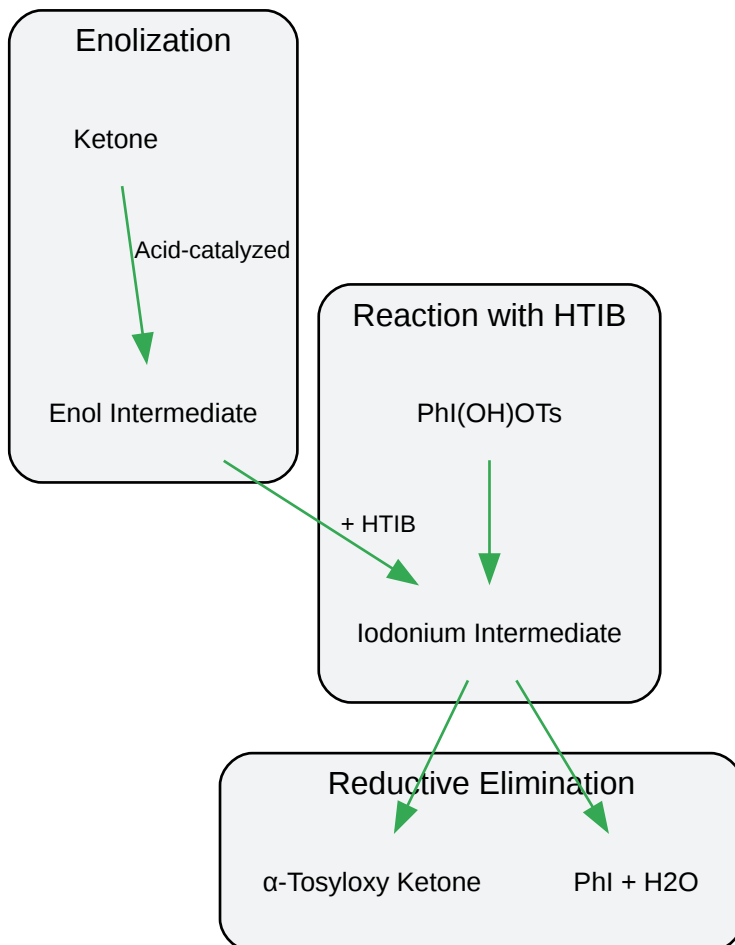 Enolization
Ketone
Acid-catalyzed
Enol Intermediate
Reaction with HTIB
PhI(OH)OTs
+ HTIB
Iodonium Intermediate
Reductive Elimination
α-Tosyloxy Ketone
PhI + H2O